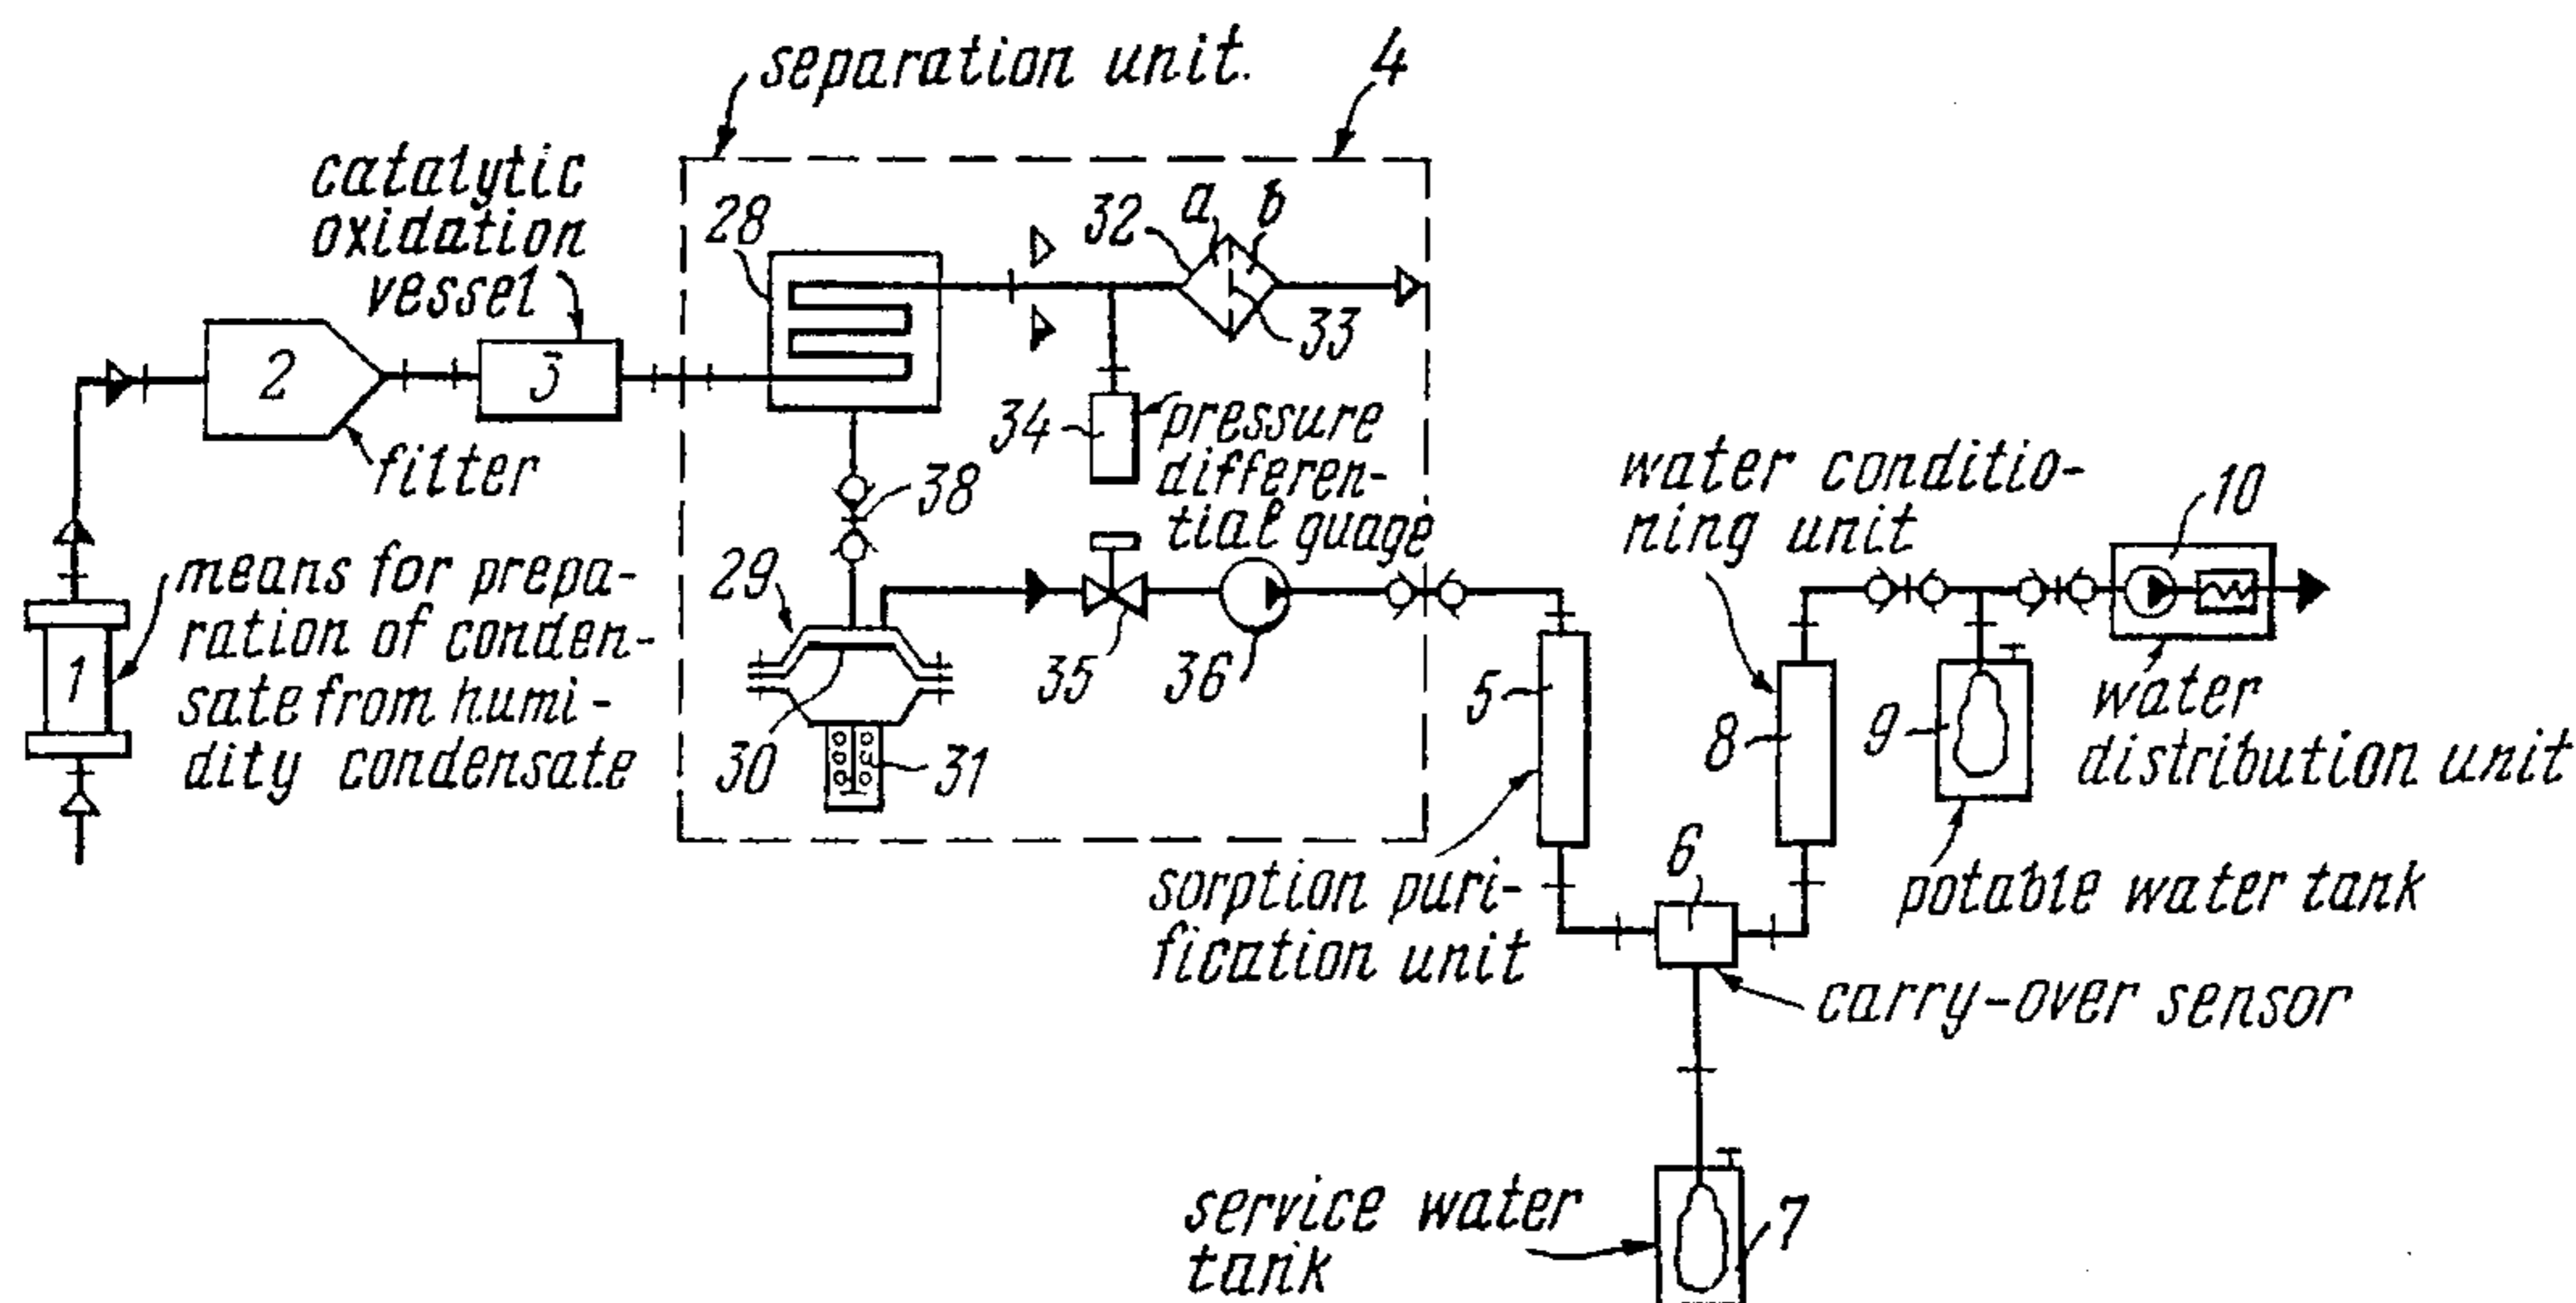 separation unit.
4
catalytic
oxidation
vessel
28
32
a
b
33
2
3
filter
34
pressure
differen-
tial guage
38
water conditio-
ning unit
10
means for prepa-
ration of conden-
sate from humi-
dity condensate
1
29
30
31
35
36
5
8
9
water
distribution unit
sorption puri-
fication unit
6
potable water tank
carry-over sensor
service water
tank
7